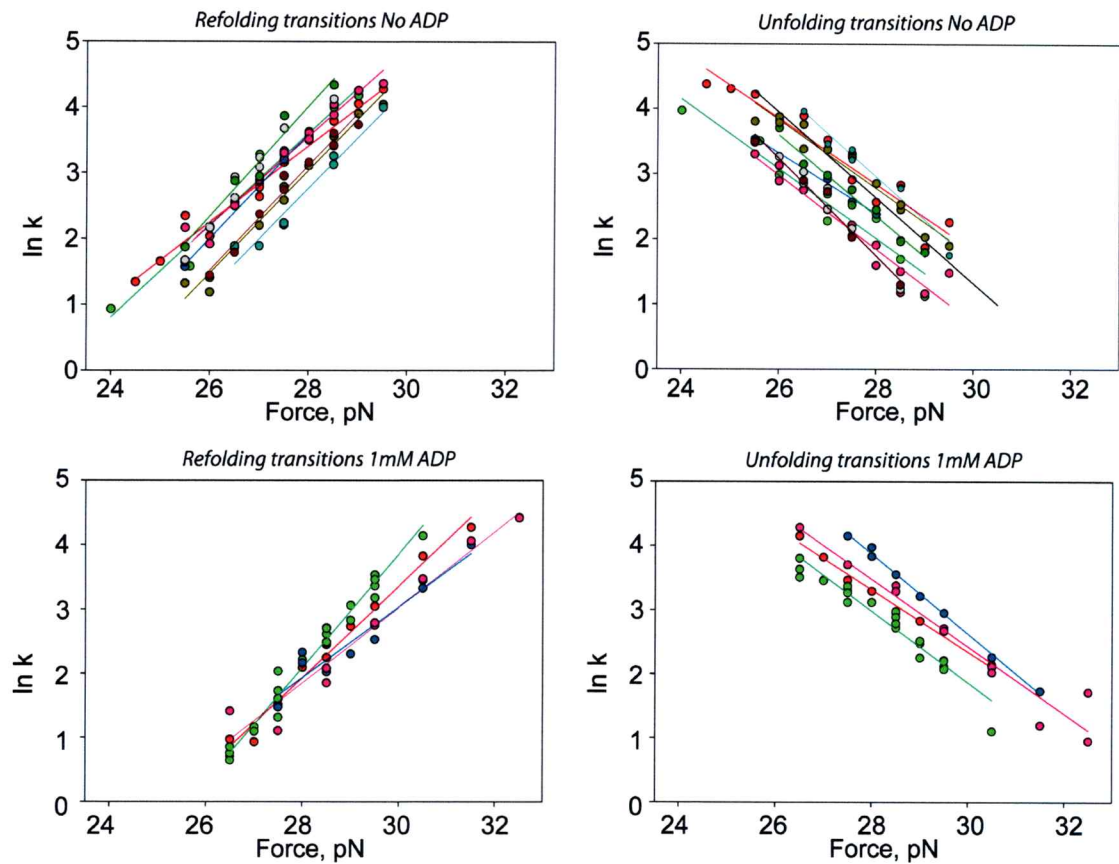 Refolding transitions No ADP
5
4
3
2
1
0
ln k
24 26 28 30 32
Force, pN
Unfolding transitions No ADP
5
4
3
2
1
0
ln k
24 26 28 30 32
Force, pN
Refolding transitions 1mM ADP
5
4
3
2
1
0
ln k
24 26 28 30 32
Force, pN
Unfolding transitions 1mM ADP
5
4
3
2
1
0
ln k
24 26 28 30 32
Force, pN